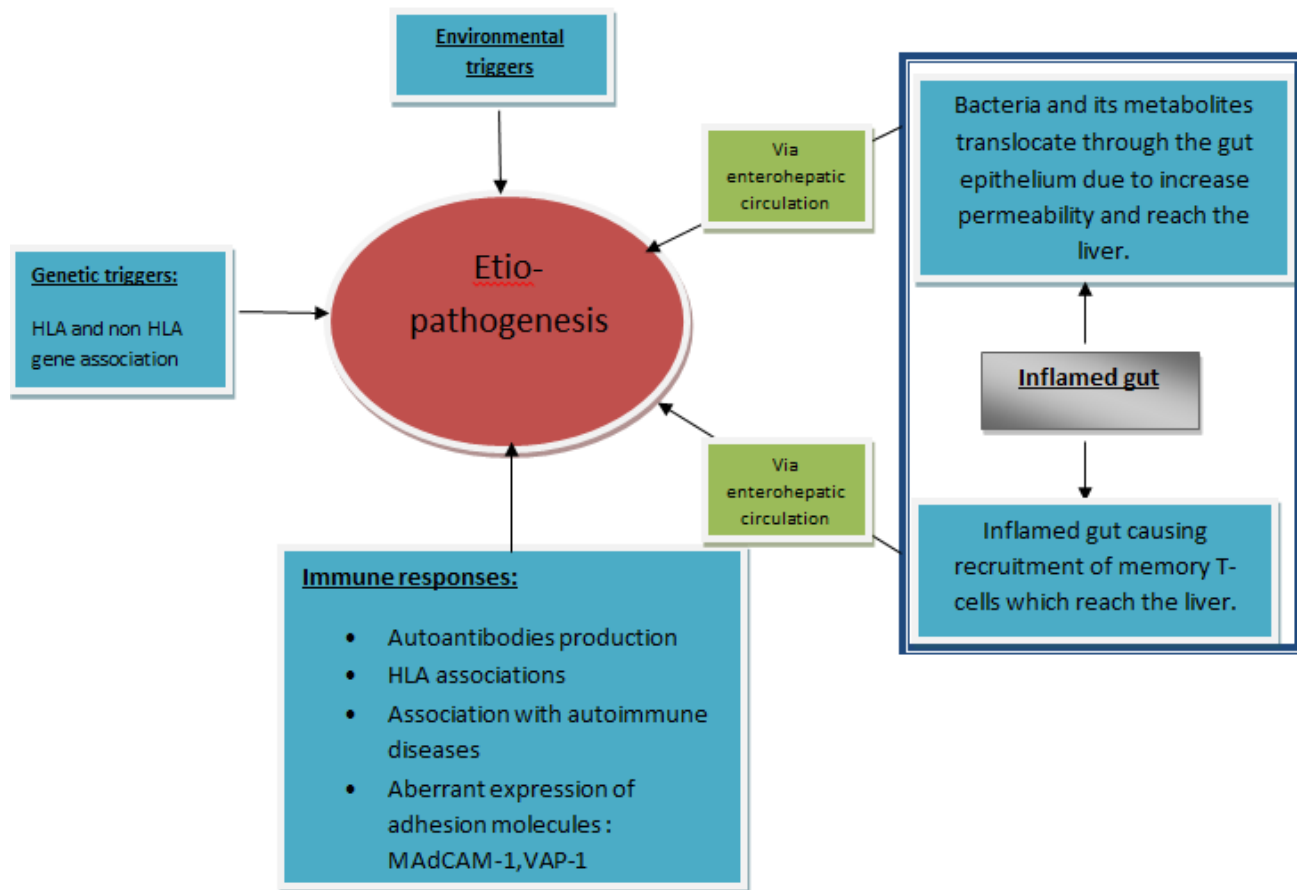 Environmental
triggers
Bacteria and its metabolites
translocate through the gut
epithelium due to increase
permeability and reach the
liver.
Via
enterohepatic
circulation
Genetic triggers:
HLA and non HLA
gene association
Etio-
pathogenesis
Inflamed gut
Via
enterohepatic
circulation
Inflamed gut causing
recruitment of memory T-
cells which reach the liver.
Immune responses:
• Autoantibodies production
• HLA associations
• Association with autoimmune
diseases
• Aberrant expression of
adhesion molecules :
MAdCAM-1,VAP-1